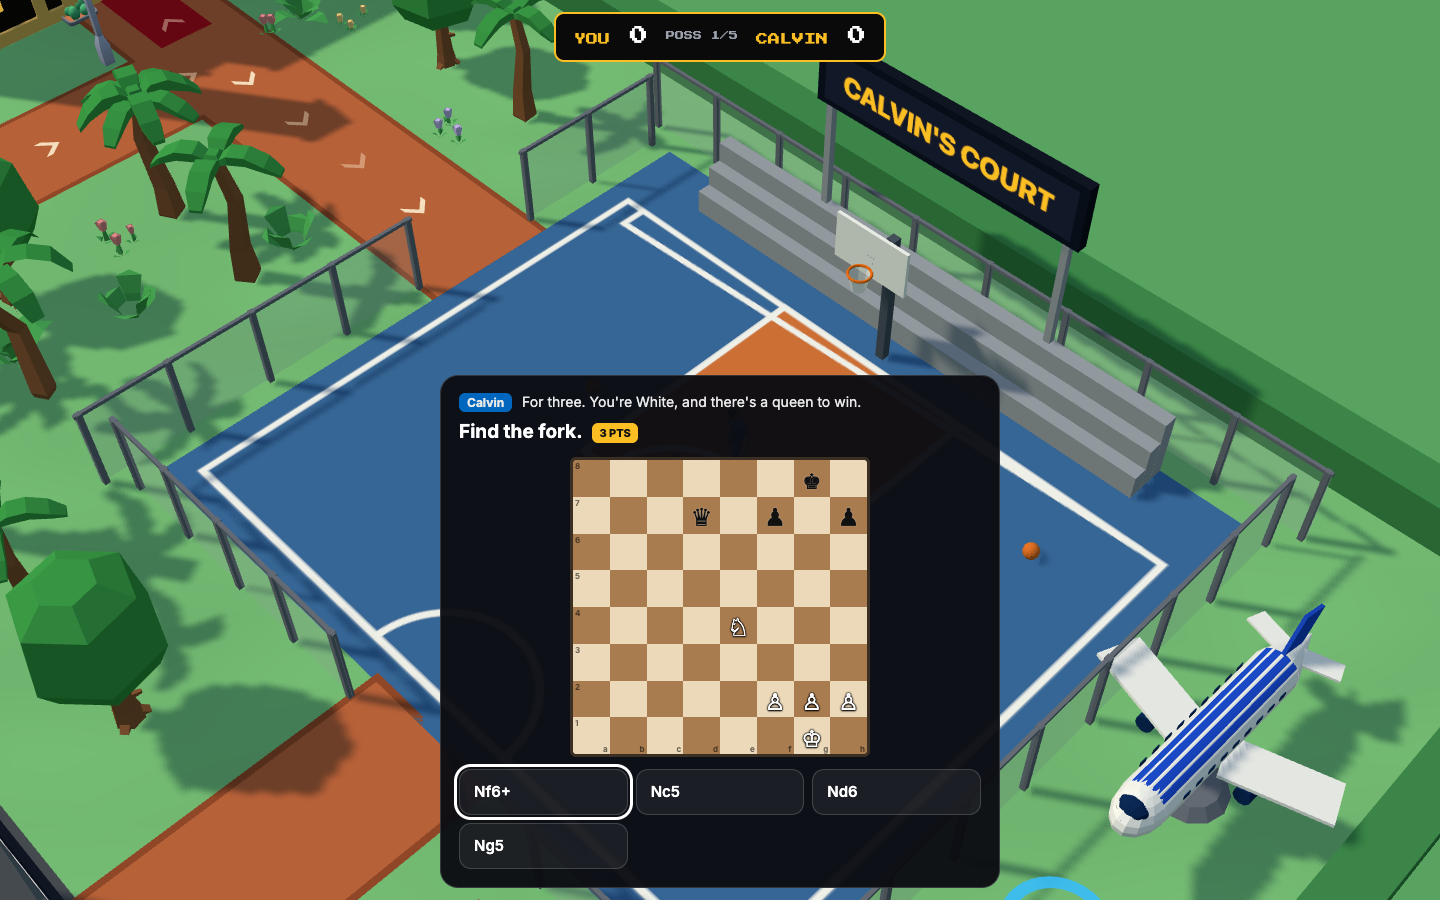 YOU 0 POSS 1/5 CALVIN 0
CALVIN'S COURT
Calvin For three. You're White, and there's a queen to win.
Find the fork. 3 PTS
8
7
6
5
4
3
2
1
a b c d e f g h
Nf6+ Nc5 Nd6
Ng5